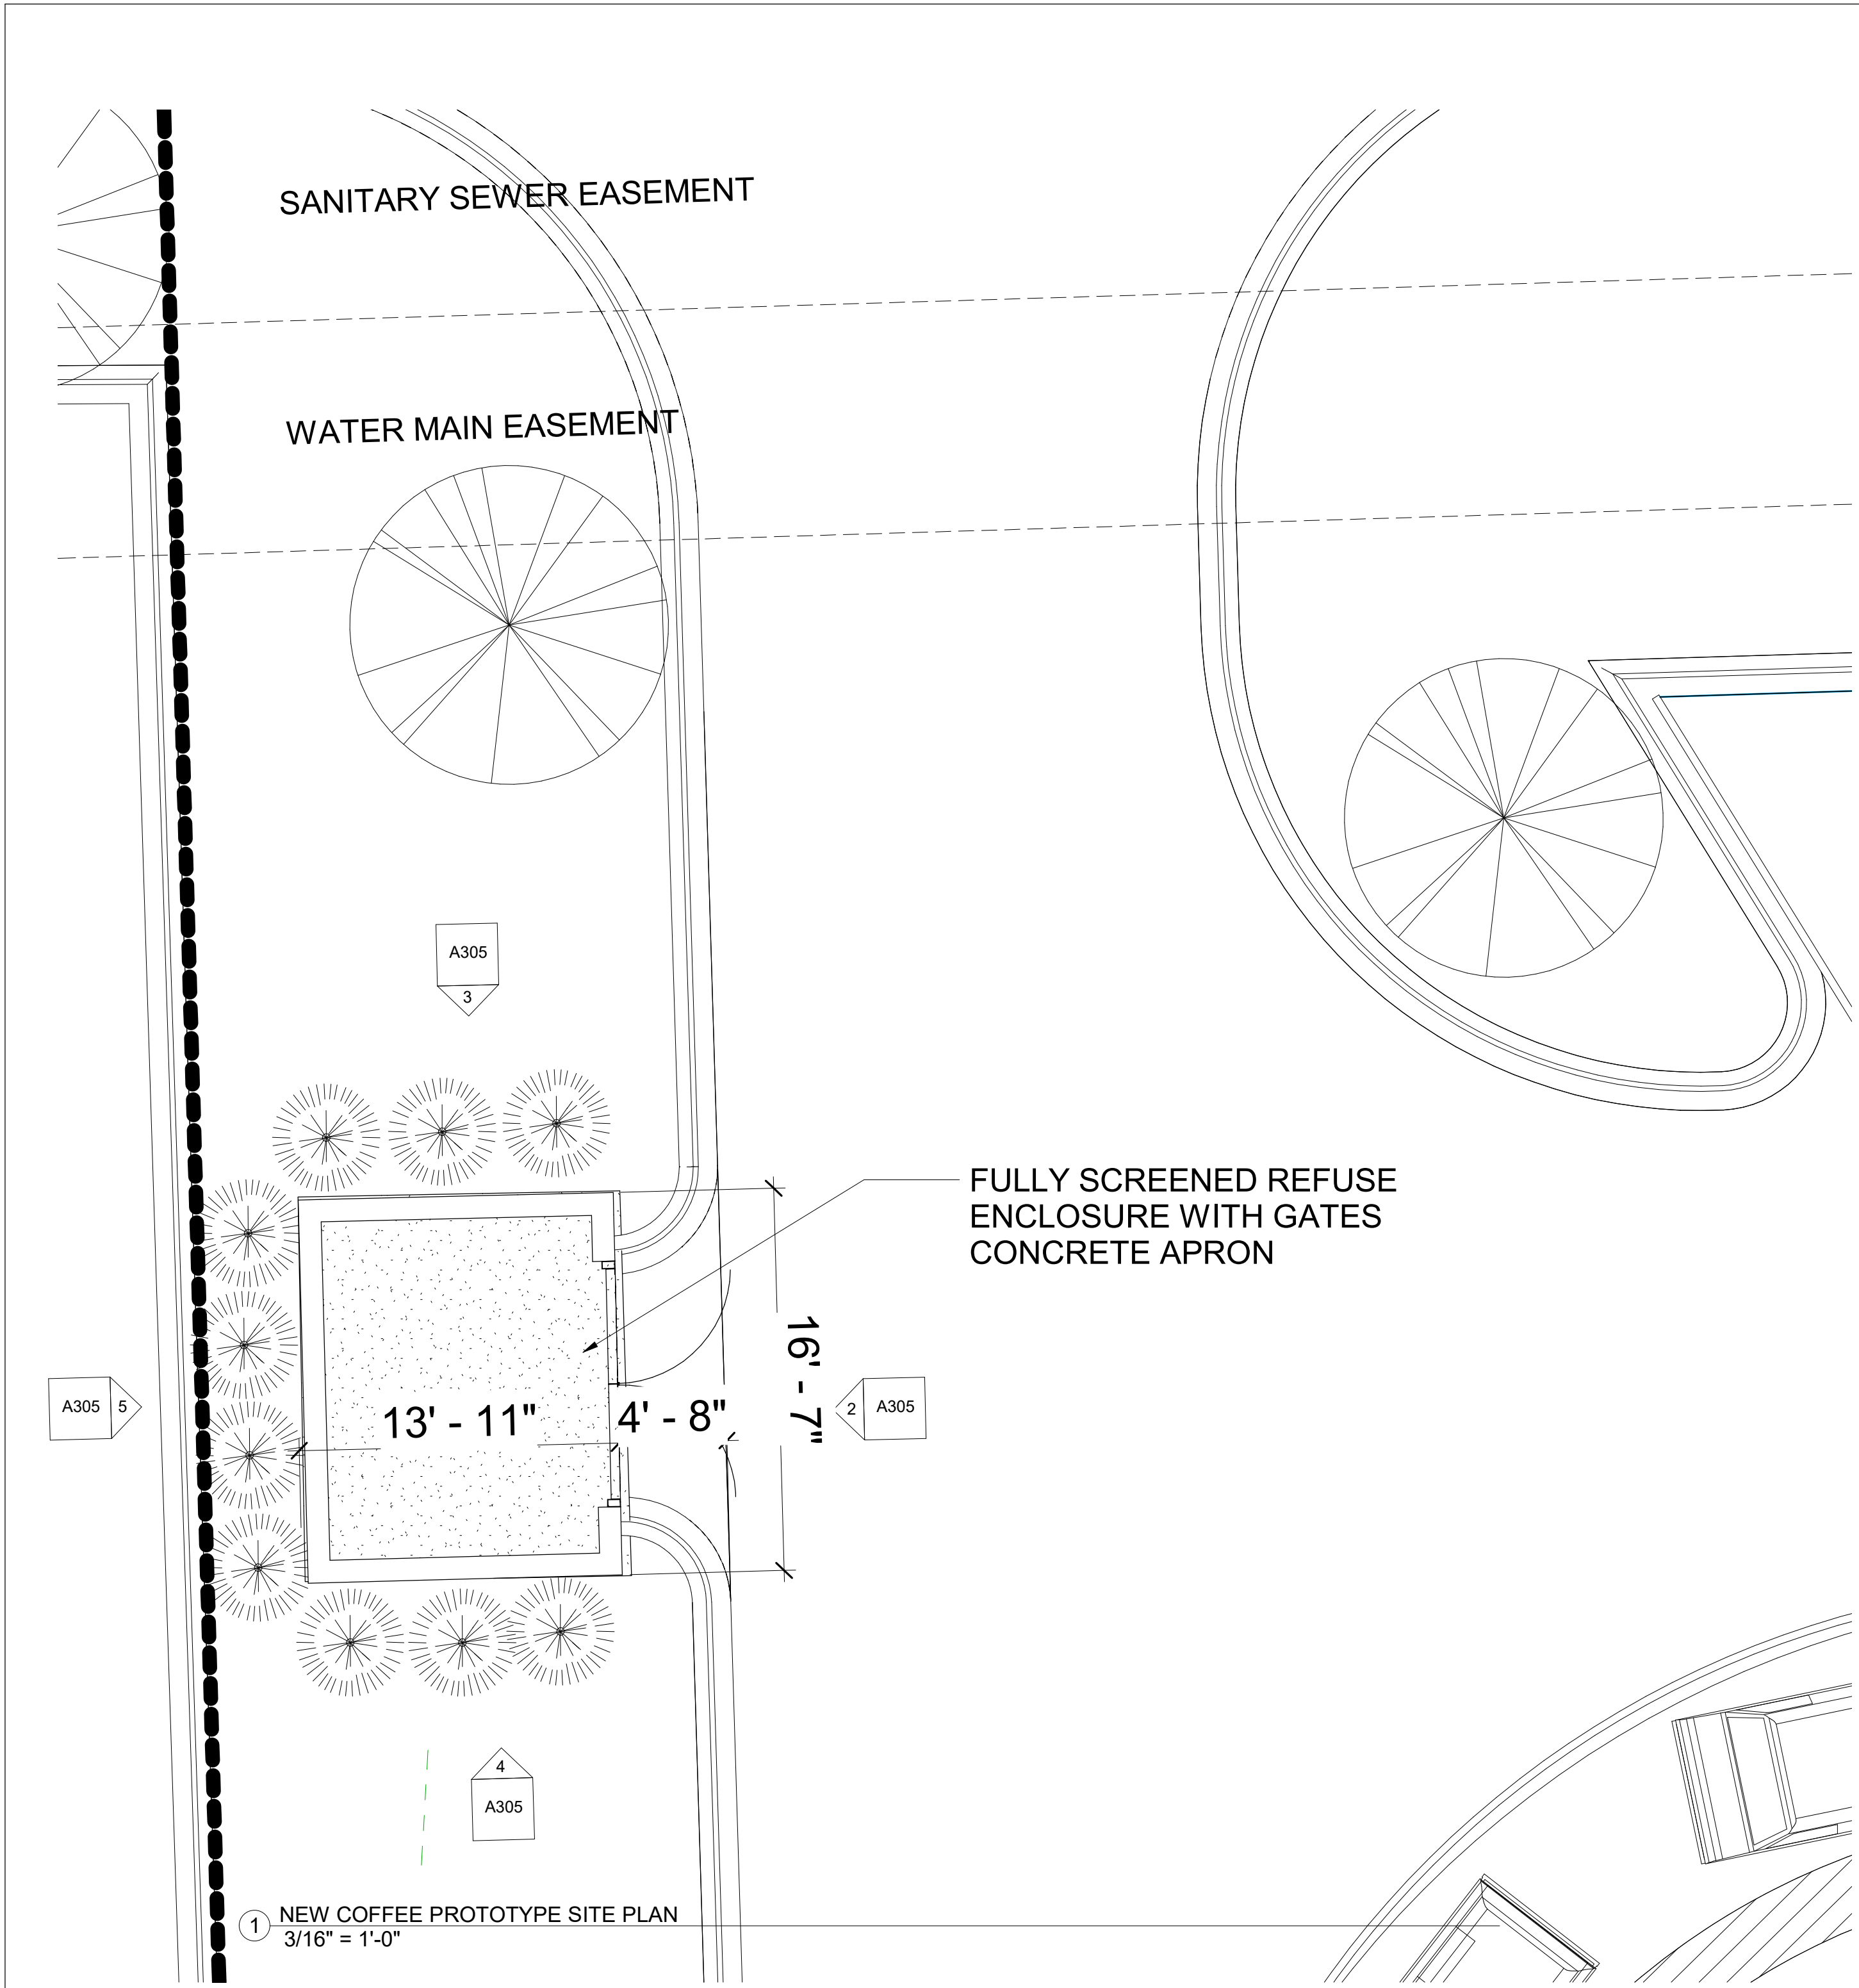 SANITARY SEWER EASEMENT
WATER MAIN EASEMENT
A305
3
FULLY SCREENED REFUSE
ENCLOSURE WITH GATES
CONCRETE APRON
16' - 7"
13' - 11"
4' - 8"
A305
5
2
A305
4
A305
1
NEW COFFEE PROTOTYPE SITE PLAN
3/16" = 1'-0"